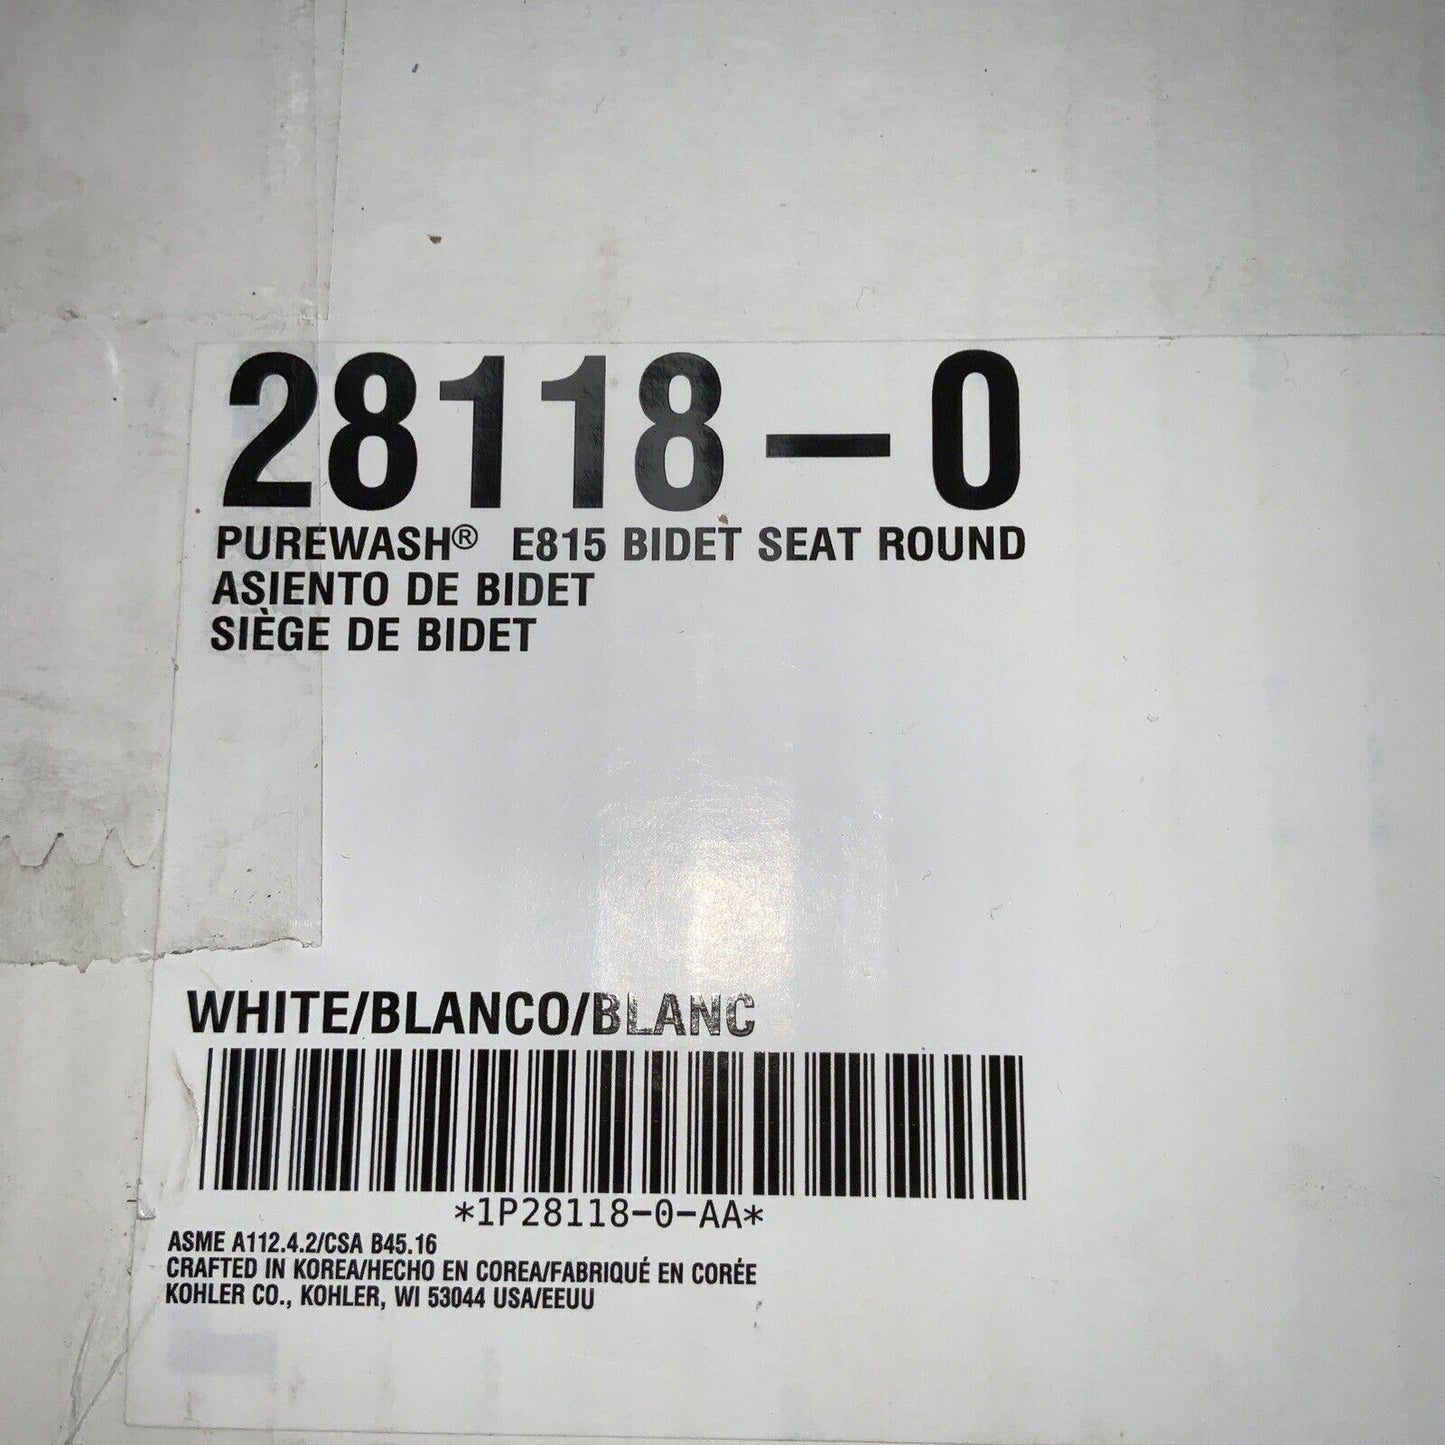 28118-0
PUREWASH® E815 BIDET SEAT ROUND
ASIENTO DE BIDET
SIÈGE DE BIDET
WHITE/BLANCO/BLANC
*1P28118-0-AA*
ASME A112.4.2/CSA B45.16
CRAFTED IN KOREA/HECHO EN COREA/FABRIQUÉ EN CORÉE
KOHLER CO., KOHLER, WI 53044 USA/EEUU